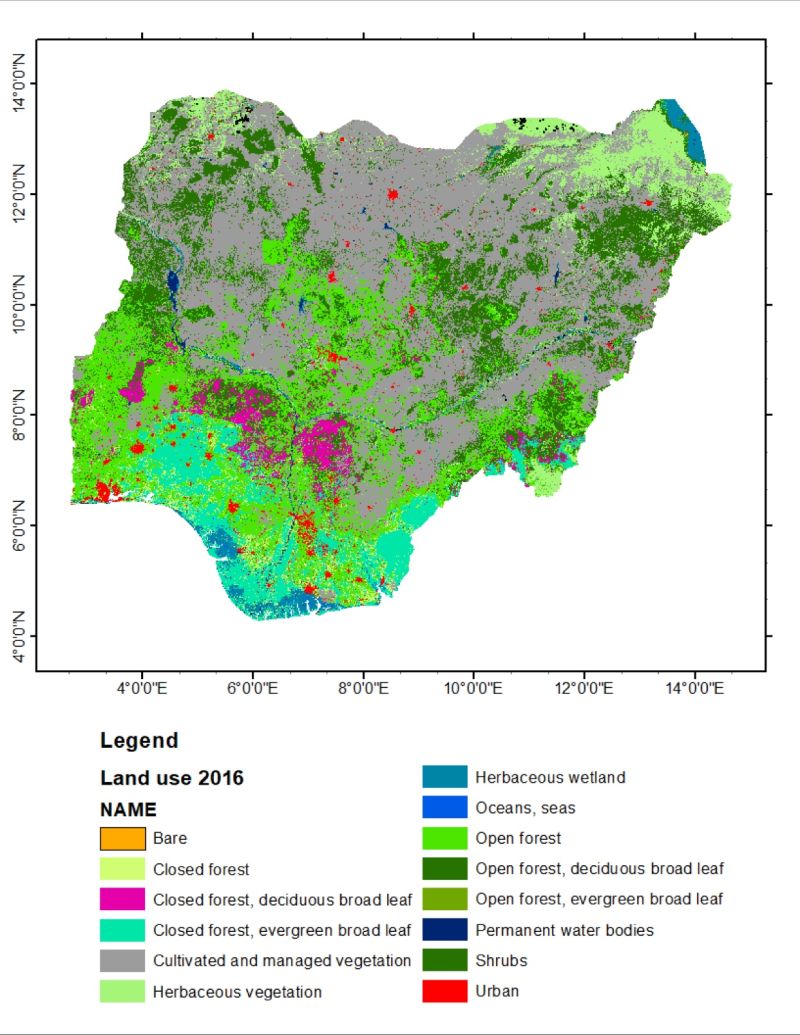 14°0'0"N
12°0'0"N
10°0'0"N
8°0'0"N
6°0'0"N
4°0'0"N
4°0'0"E 6°0'0"E 8°0'0"E 10°0'0"E 12°0'0"E 14°0'0"E
Legend
Land use 2016
NAME
Bare
Closed forest
Closed forest, deciduous broad leaf
Closed forest, evergreen broad leaf
Cultivated and managed vegetation
Herbaceous vegetation
Herbaceous wetland
Oceans, seas
Open forest
Open forest, deciduous broad leaf
Open forest, evergreen broad leaf
Permanent water bodies
Shrubs
Urban